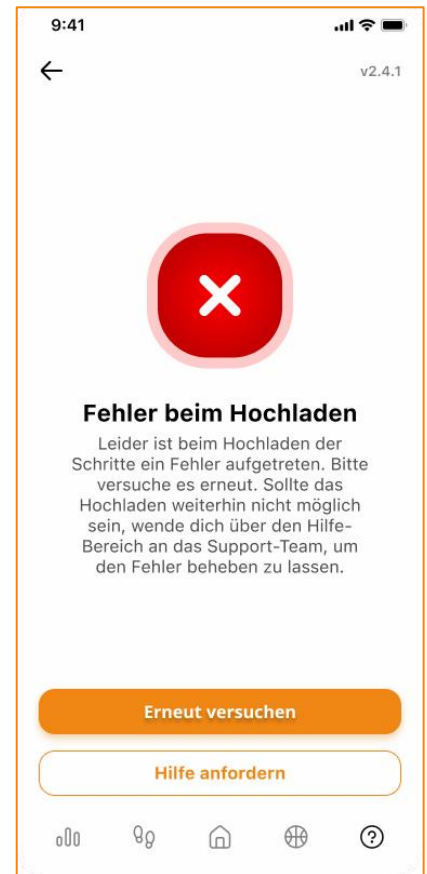 9:41
v2.4.1
Fehler beim Hochladen
Leider ist beim Hochladen der
Schritte ein Fehler aufgetreten. Bitte
versuche es erneut. Sollte das
Hochladen weiterhin nicht möglich
sein, wende dich über den Hilfe-
Bereich an das Support-Team, um
den Fehler beheben zu lassen.
Erneut versuchen
Hilfe anfordern